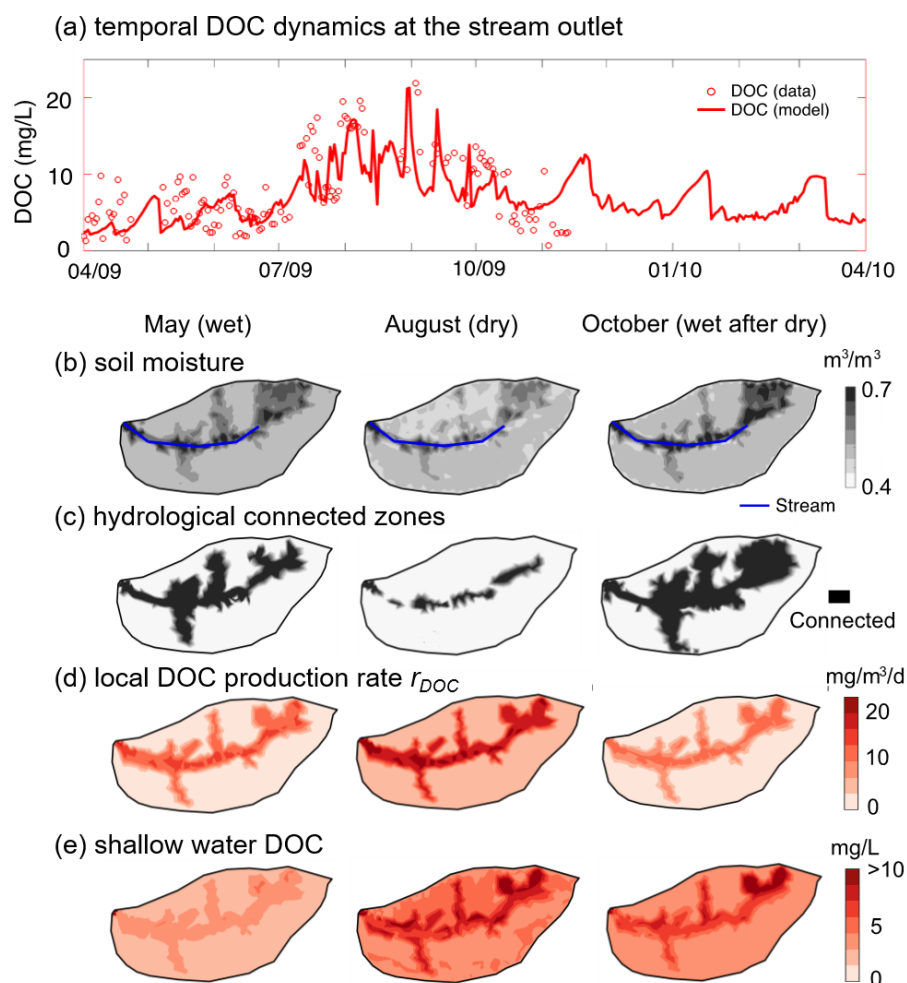 (a) temporal DOC dynamics at the stream outlet
DOC (mg/L)
20
10
0
DOC (data)
DOC (model)
04/09 07/09 10/09 01/10 04/10
May (wet) August (dry) October (wet after dry)
(b) soil moisture
m³/m³
0.7
0.4
Stream
(c) hydrological connected zones
Connected
(d) local DOC production rate r_DOC
mg/m³/d
20
10
0
(e) shallow water DOC
mg/L
>10
5
0